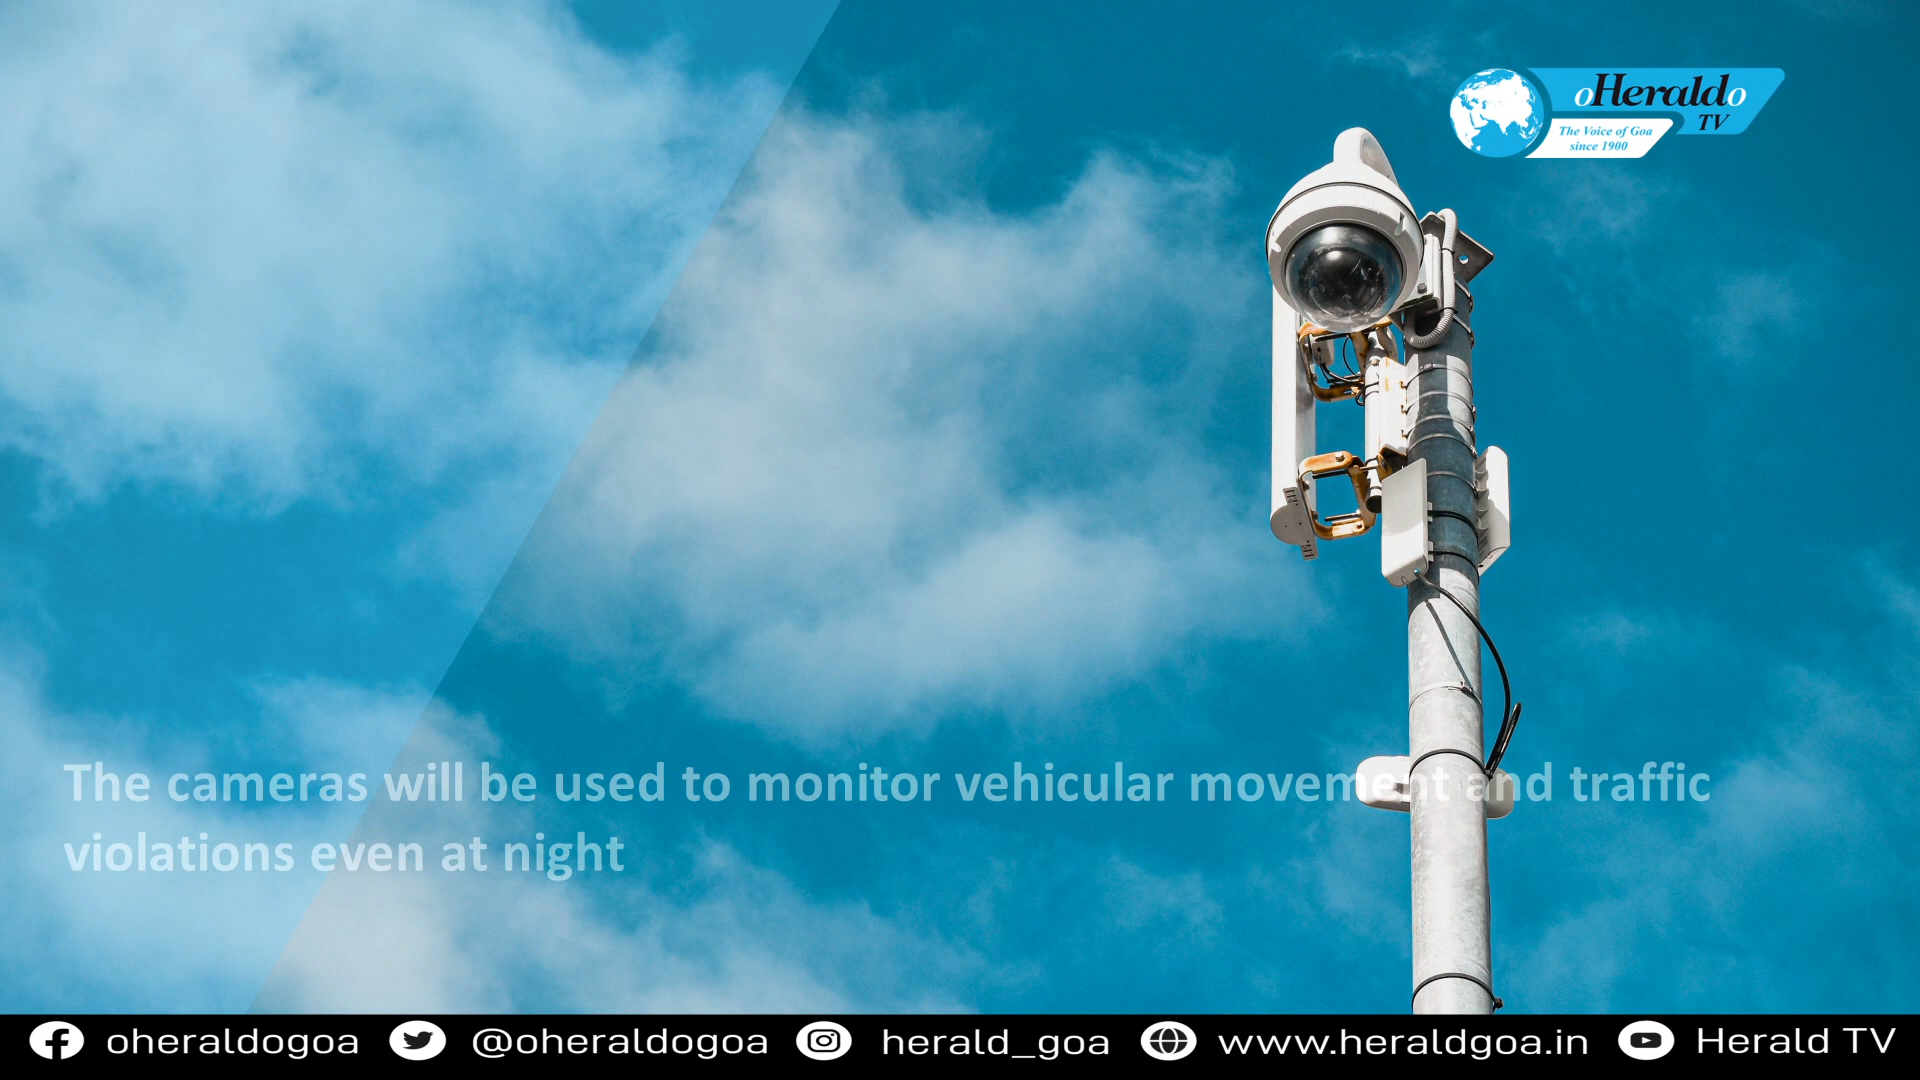 oHeraldo
TV
The Voice of Goa
since 1900
The cameras will be used to monitor vehicular movement and traffic
violations even at night
oheraldogoa @oheraldogoa herald_goa www.heraldgoa.in Herald TV